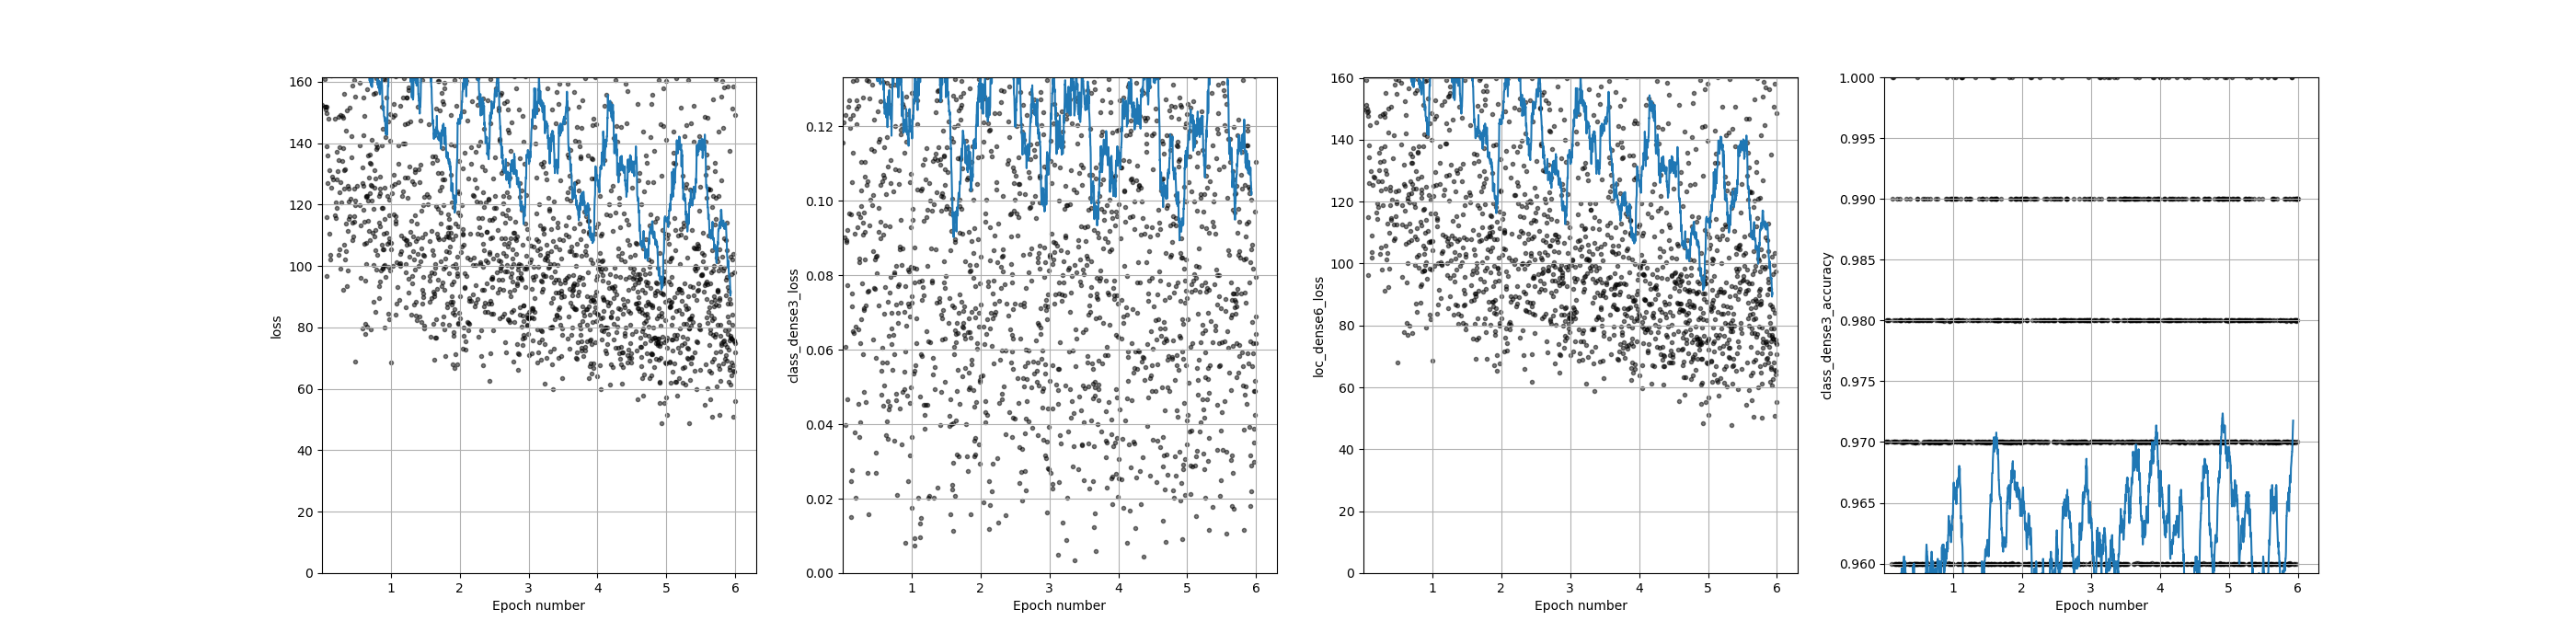 loss
160
140
120
100
80
60
40
20
0
1 2 3 4 5 6
Epoch number
class_dense3_loss
0.12
0.10
0.08
0.06
0.04
0.02
0.00
1 2 3 4 5 6
Epoch number
loc_dense6_loss
160
140
120
100
80
60
40
20
0
1 2 3 4 5 6
Epoch number
class_dense3_accuracy
1.000
0.995
0.990
0.985
0.980
0.975
0.970
0.965
0.960
1 2 3 4 5 6
Epoch number